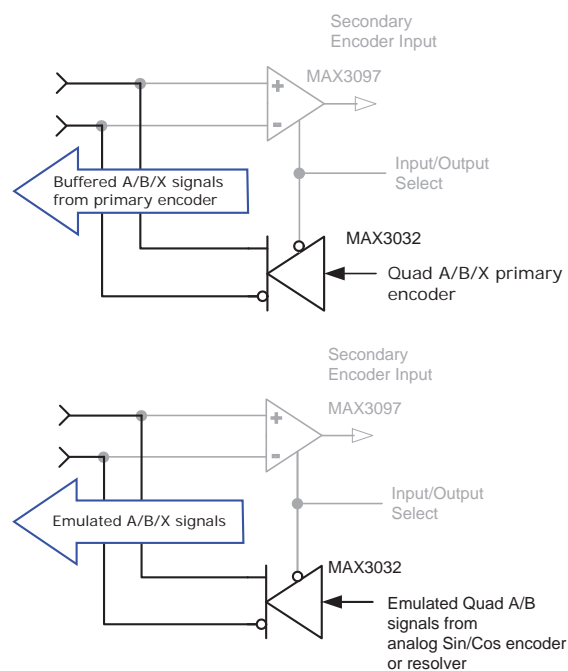 Secondary
Encoder Input
MAX3097
+
-
Input/Output
Select
Buffered A/B/X signals
from primary encoder
MAX3032
Quad A/B/X primary
encoder
Secondary
Encoder Input
MAX3097
+
-
Input/Output
Select
Emulated A/B/X signals
MAX3032
Emulated Quad A/B
signals from
analog Sin/Cos encoder
or resolver